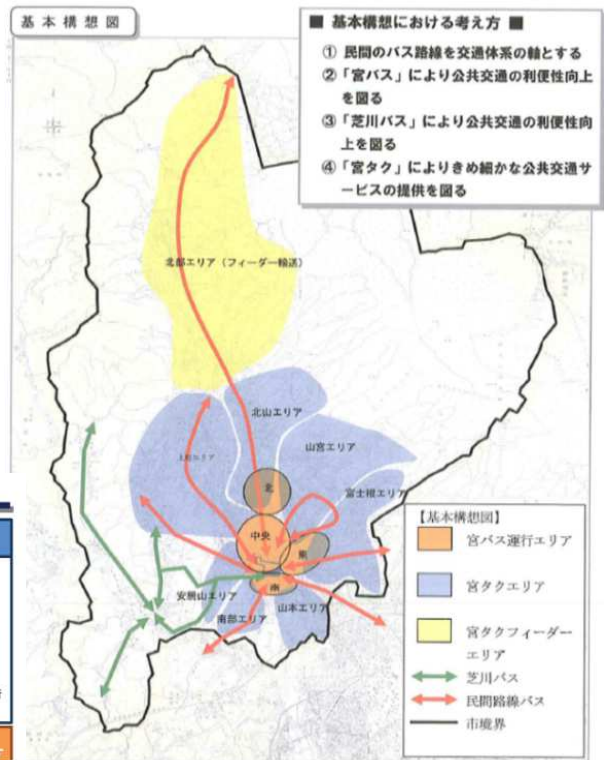 基本構想図
■ 基本構想における考え方 ■
① 民間のバス路線を交通体系の軸とする
②「宮バス」により公共交通の利便性向上
を図る
③「芝川バス」により公共交通の利便性向
上を図る
④「宮タク」によりきめ細かな公共交通サ
ービスの提供を図る
北部エリア（フィーダー輸送）
北山エリア
山宮エリア
上野エリア
富士根エリア
北
中央
東
南
安居山エリア
南部エリア
山本エリア
【基本構想図】
宮バス運行エリア
宮タクエリア
宮タクフィーダー
エリア
芝川バス
民間路線バス
市境界